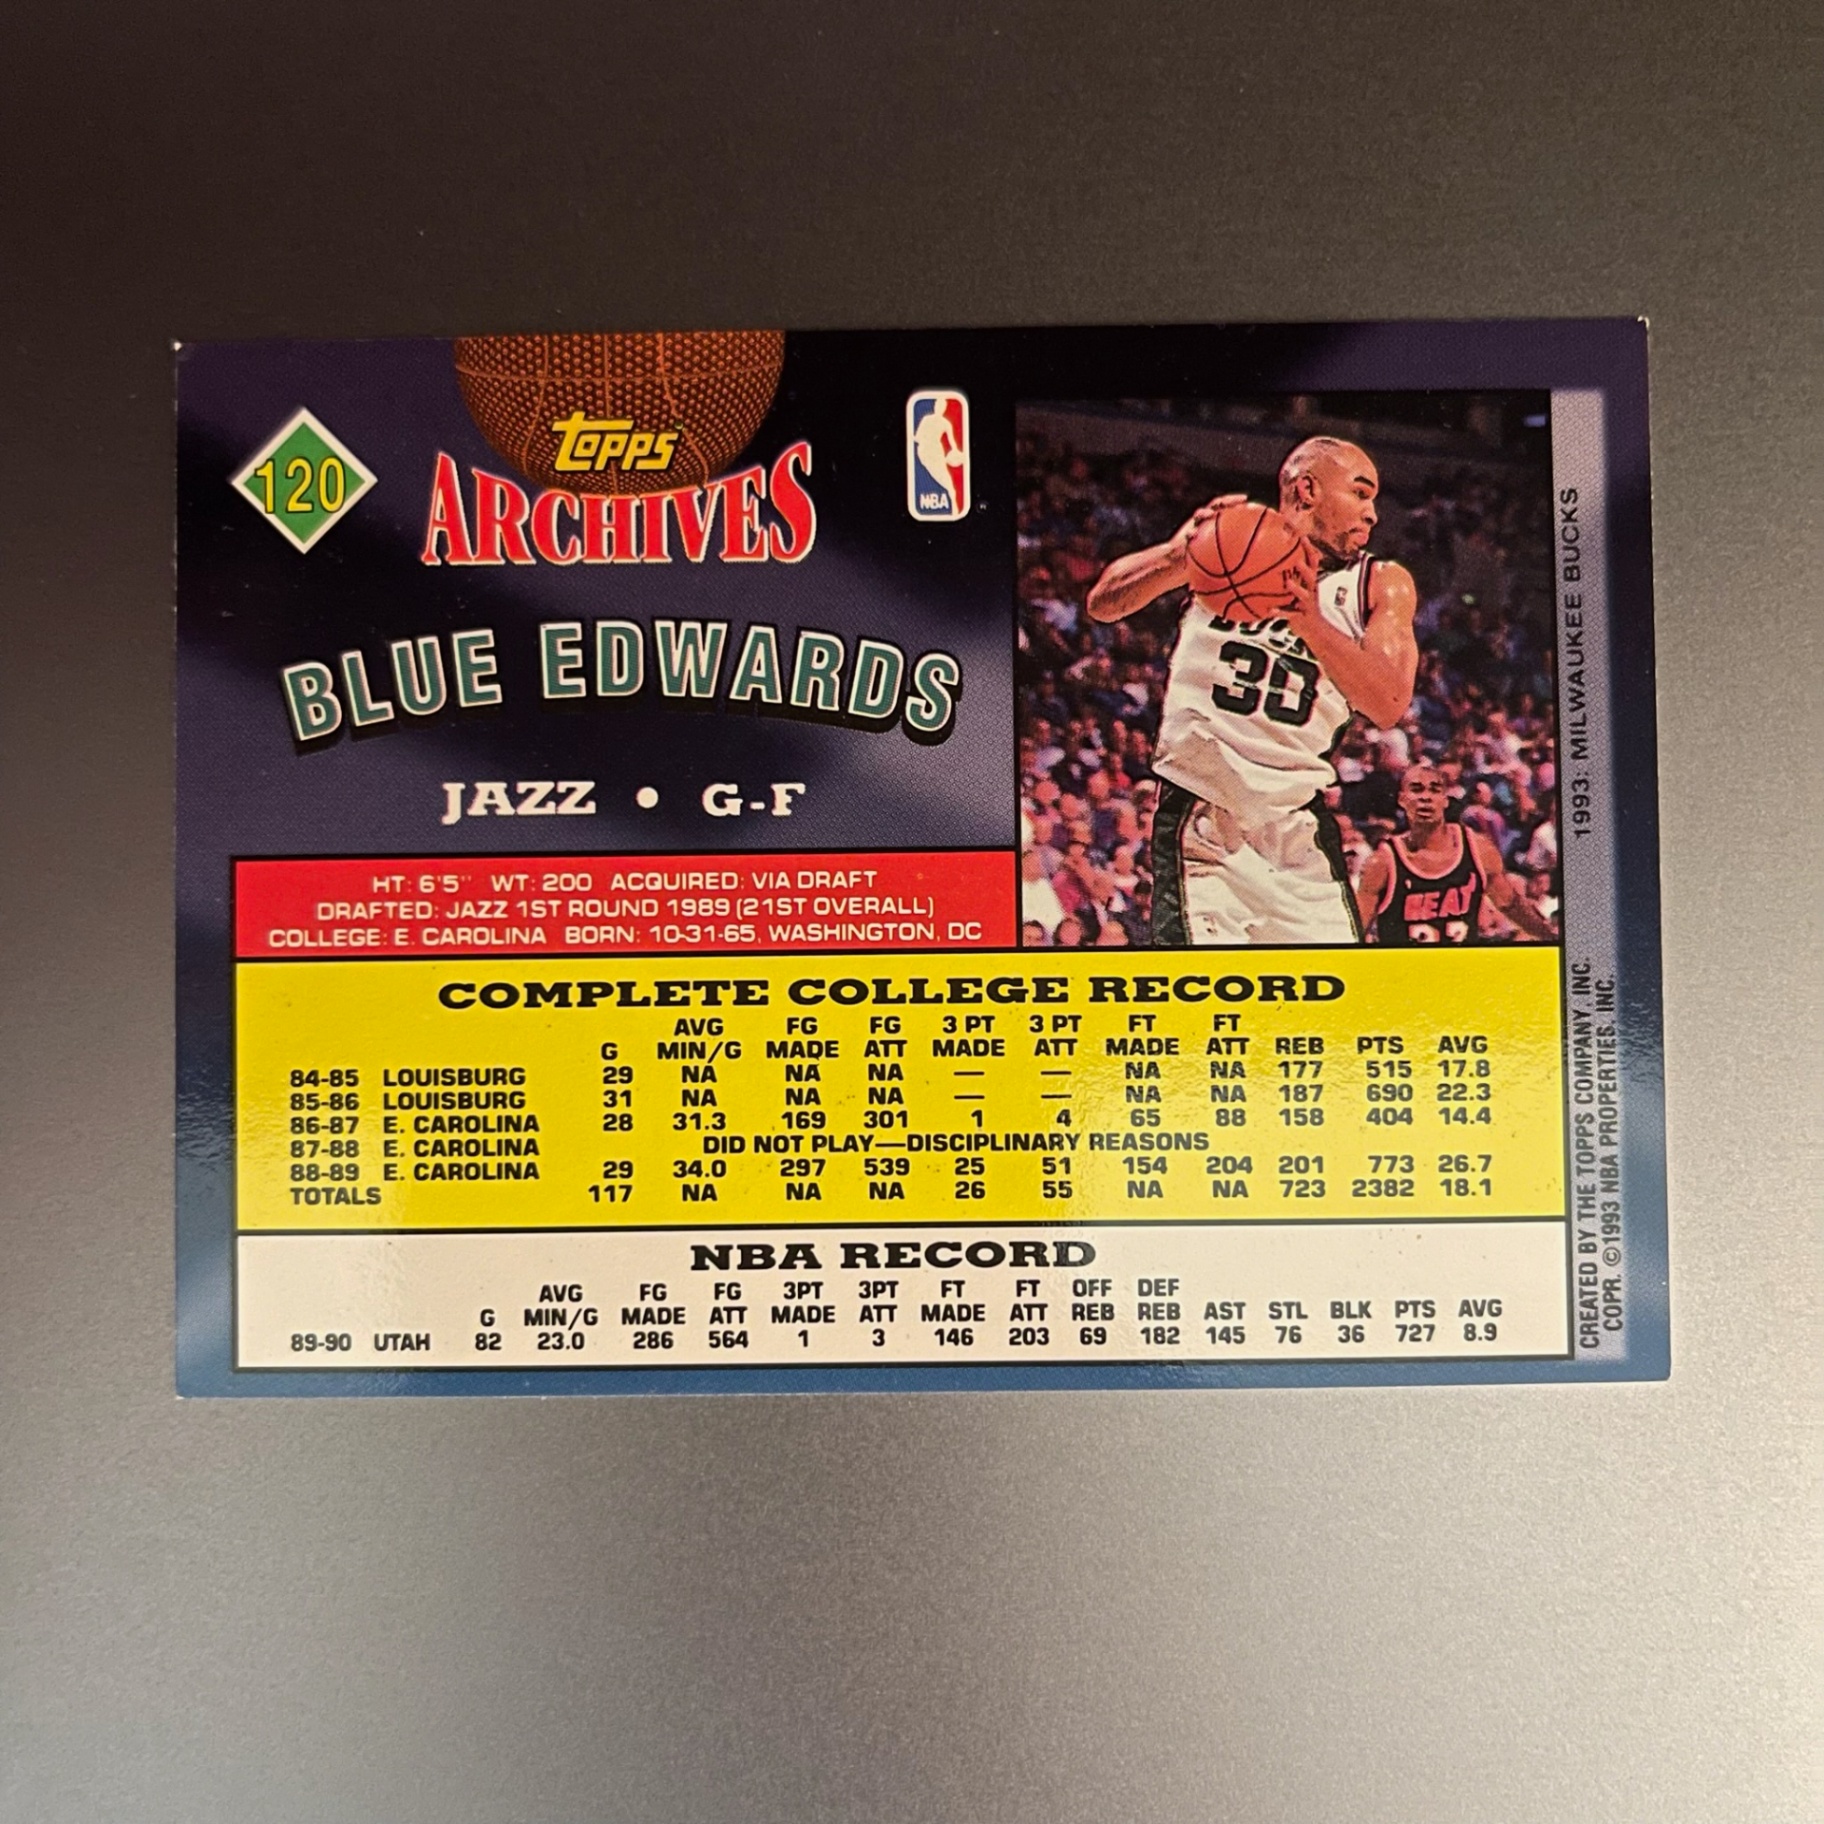 120
topps
ARCHIVES
NBA
BLUE EDWARDS
JAZZ • G-F
HT: 6'5" WT: 200 ACQUIRED: VIA DRAFT
DRAFTED: JAZZ 1ST ROUND 1989 (21ST OVERALL)
COLLEGE: E. CAROLINA BORN: 10-31-65, WASHINGTON, DC
30
HEAT
1993: MILWAUKEE BUCKS
COMPLETE COLLEGE RECORD
AVG FG FG 3 PT 3 PT FT FT
G MIN/G MADE ATT MADE ATT MADE ATT REB PTS AVG
84-85 LOUISBURG 29 NA NA NA — — NA NA 177 515 17.8
85-86 LOUISBURG 31 NA NA NA — — NA NA 187 690 22.3
86-87 E. CAROLINA 28 31.3 169 301 1 4 65 88 158 404 14.4
87-88 E. CAROLINA DID NOT PLAY—DISCIPLINARY REASONS
88-89 E. CAROLINA 29 34.0 297 539 25 51 154 204 201 773 26.7
TOTALS 117 NA NA NA 26 55 NA NA 723 2382 18.1
NBA RECORD
AVG FG FG 3PT 3PT FT FT OFF DEF
G MIN/G MADE ATT MADE ATT MADE ATT REB REB AST STL BLK PTS AVG
89-90 UTAH 82 23.0 286 564 1 3 146 203 69 182 145 76 36 727 8.9
CREATED BY THE TOPPS COMPANY, INC.
COPR. ©1993 NBA PROPERTIES, INC.